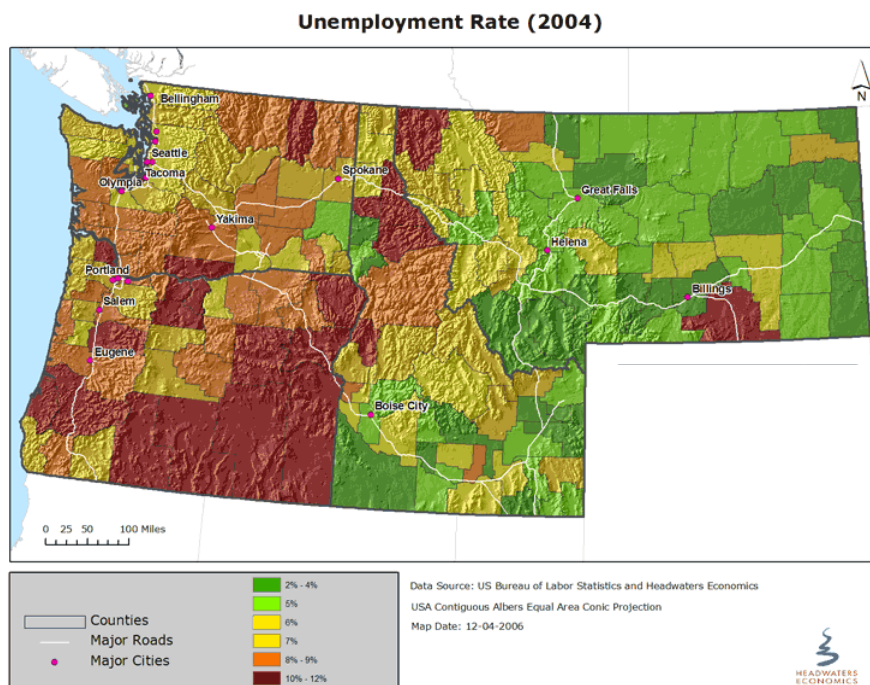 Unemployment Rate (2004)
N
Bellingham
Seattle
Tacoma
Olympia
Spokane
Yakima
Great Falls
Helena
Billings
Portland
Salem
Eugene
Boise City
0 25 50 100 Miles
Counties
Major Roads
Major Cities
2% - 4%
5%
6%
7%
8% - 9%
10% - 12%
Data Source: US Bureau of Labor Statistics and Headwaters Economics
USA Contiguous Albers Equal Area Conic Projection
Map Date: 12-04-2006
HEADWATERS
ECONOMICS